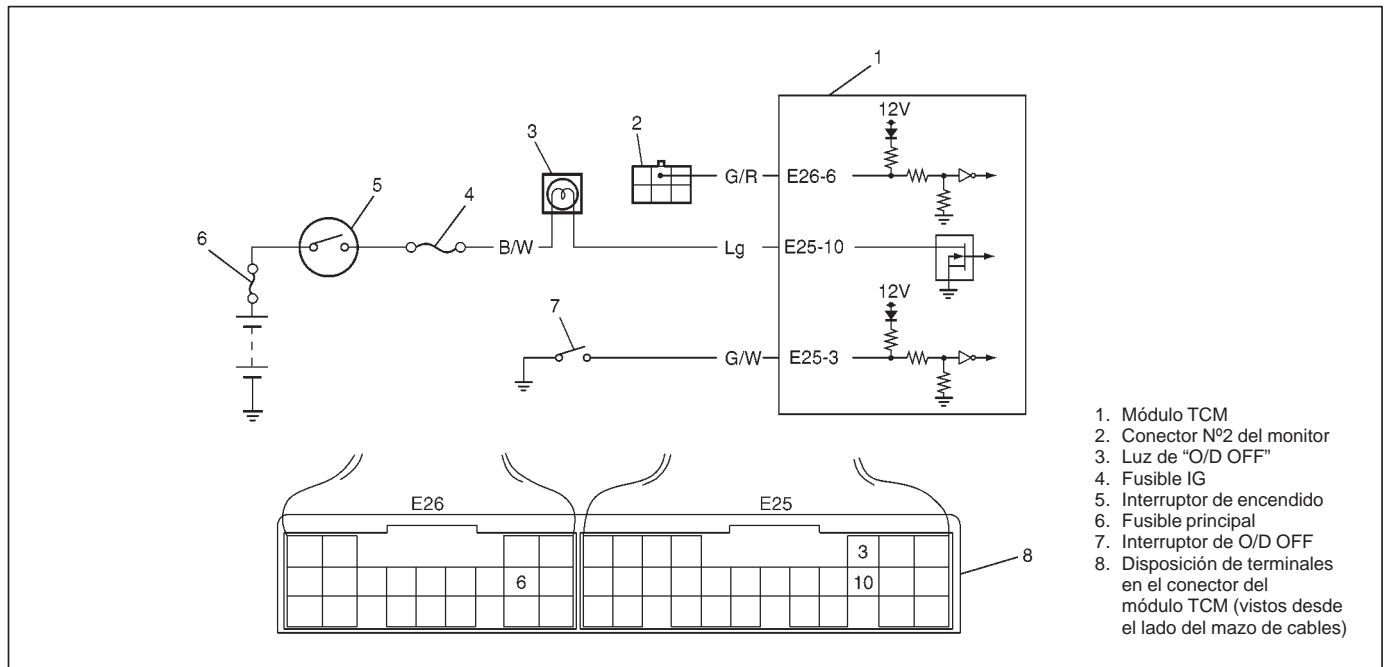 1
12V
2
3
G/R E26-6
5
4
6
B/W Lg E25-10
12V
7
G/W E25-3
1. Módulo TCM
2. Conector Nº2 del monitor
3. Luz de “O/D OFF”
4. Fusible IG
5. Interruptor de encendido
6. Fusible principal
7. Interruptor de O/D OFF
8. Disposición de terminales
en el conector del
módulo TCM (vistos desde
el lado del mazo de cables)
E26 E25
3
8
6 10